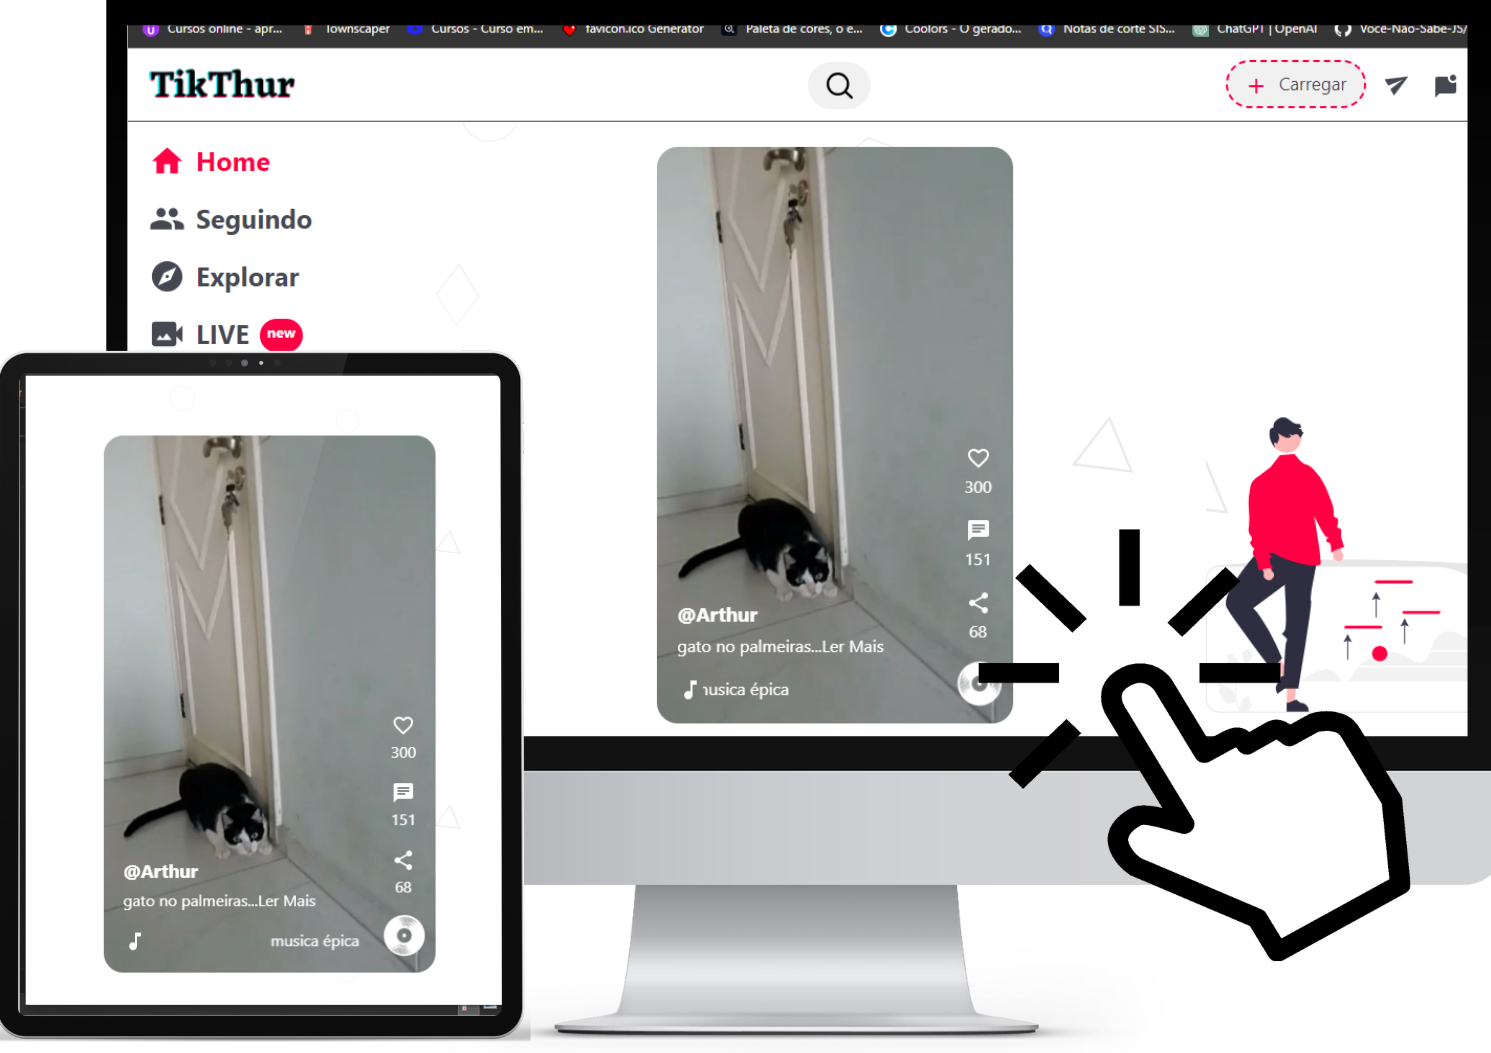 Cursos online - apr...
Townscaper
Cursos - Curso em...
favicon.ico Generator
Paleta de cores, o e...
Coolors - O gerado...
Notas de corte SIS...
ChatGPT | OpenAI
Voce-Nao-Sabe-JS/
TikThur
+ Carregar
Home
Seguindo
Explorar
LIVE new
300
151
68
@Arthur
gato no palmeiras...Ler Mais
usica épica
300
151
68
@Arthur
gato no palmeiras...Ler Mais
musica épica